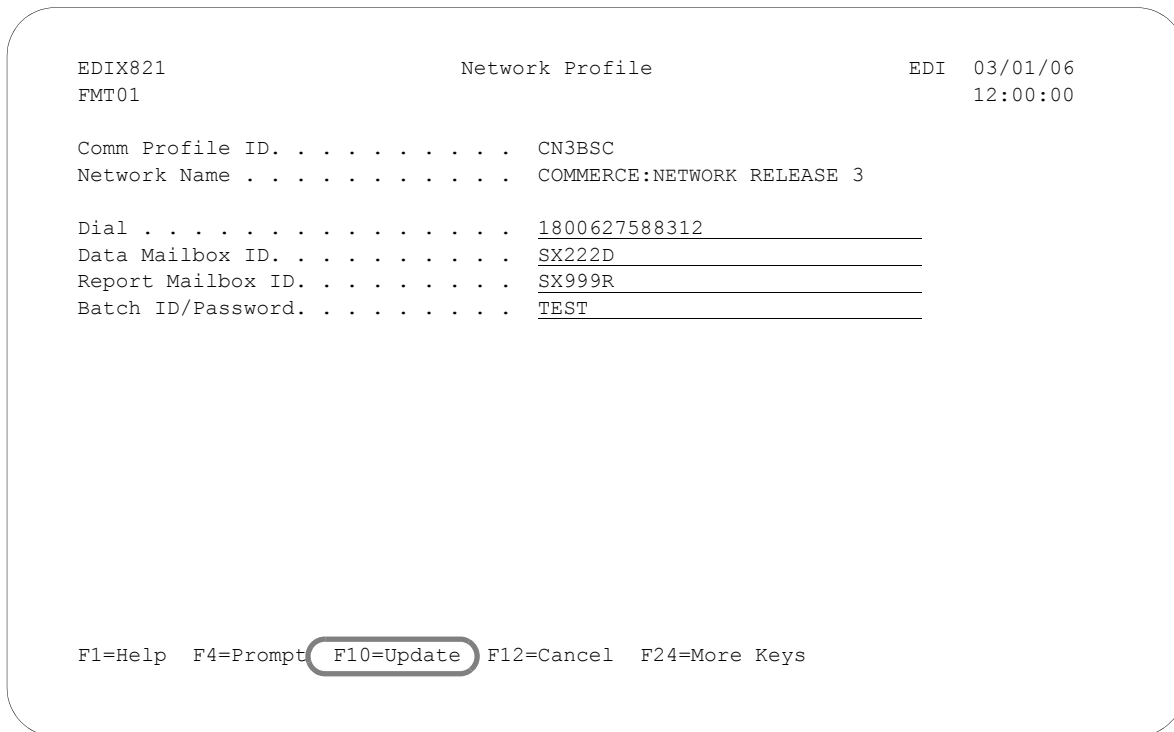 EDIX821 Network Profile EDI 03/01/06
FMT01 12:00:00
Comm Profile ID. . . . . . . . . . CN3BSC
Network Name . . . . . . . . . . . COMMERCE:NETWORK RELEASE 3
Dial . . . . . . . . . . . . . . . 1800627588312
Data Mailbox ID. . . . . . . . . . SX222D
Report Mailbox ID. . . . . . . . . SX999R
Batch ID/Password. . . . . . . . . TEST
F1=Help F4=Prompt F10=Update F12=Cancel F24=More Keys